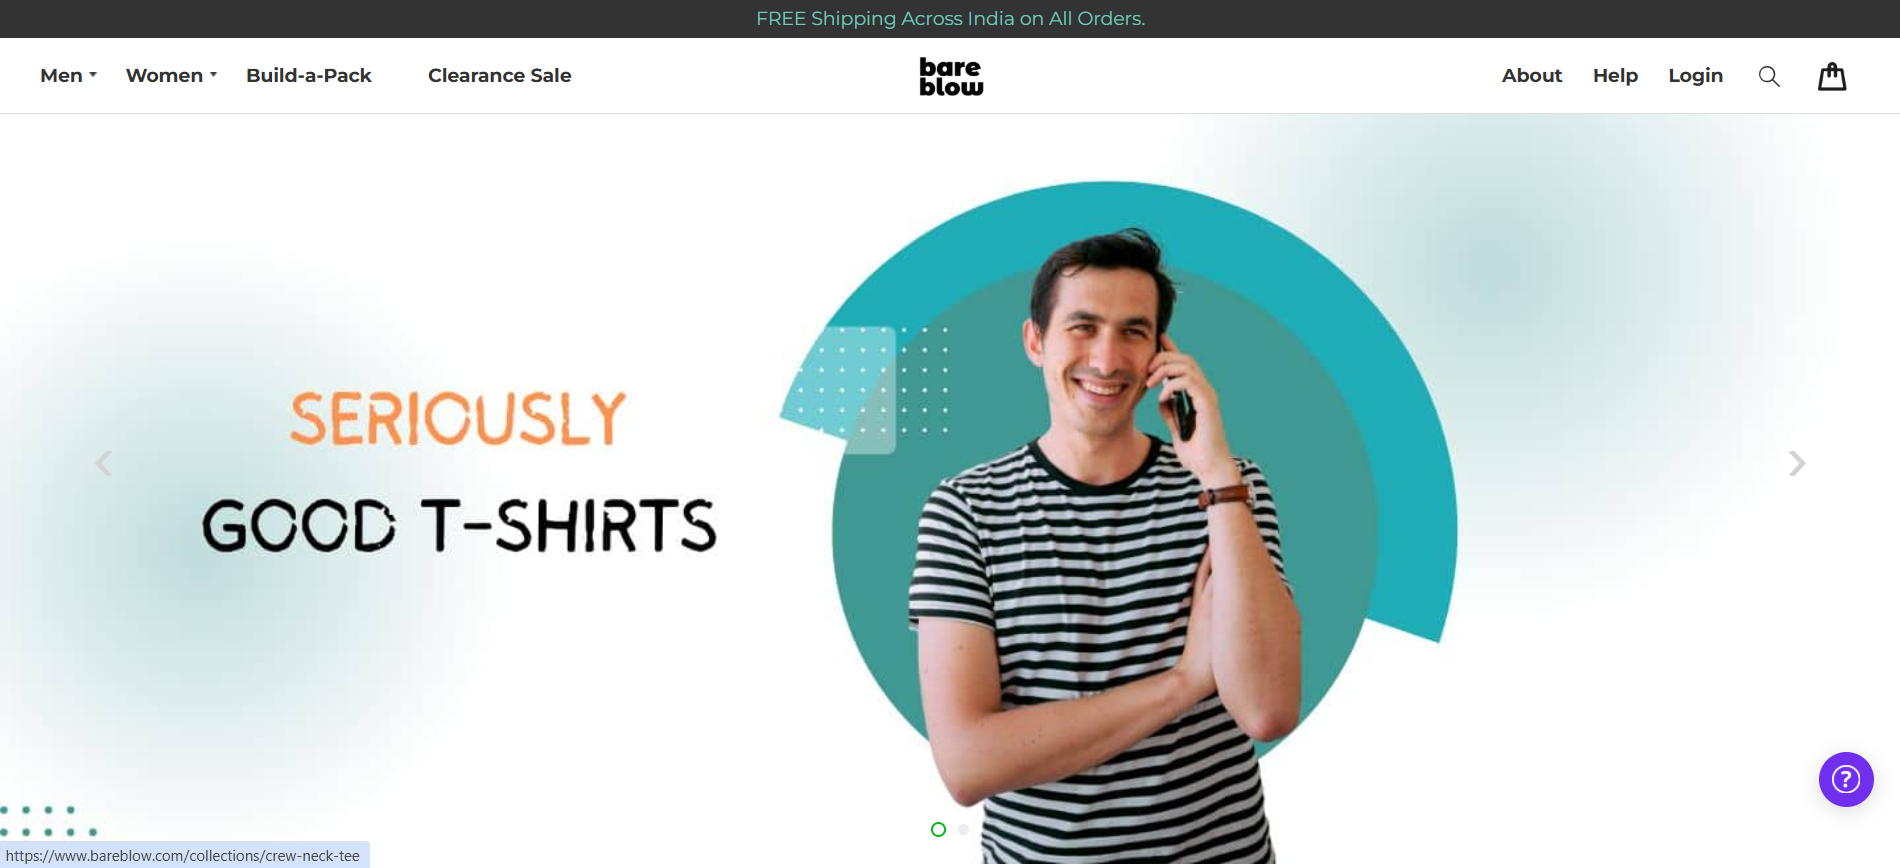 FREE Shipping Across India on All Orders.
Men Women Build-a-Pack Clearance Sale
bare
blow
About Help Login
SERIOUSLY
GOOD T-SHIRTS
?
https://www.bareblow.com/collections/crew-neck-tee